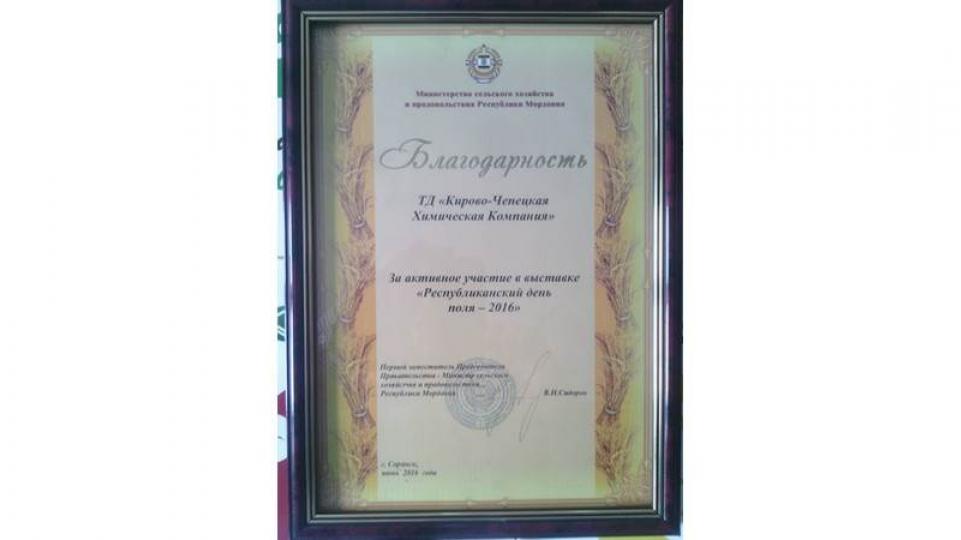 Министерство сельского хозяйства
и продовольствия Республики Мордовия
Благодарность
ТД «Кирово-Чепецкая
Химическая Компания»
За активное участие в выставке
«Республиканский день
поля – 2016»
Первый заместитель Председателя
Правительства - Министр сельского
хозяйства и продовольствия
Республики Мордовия
В.Н.Сидоров
г. Саранск,
2016 года